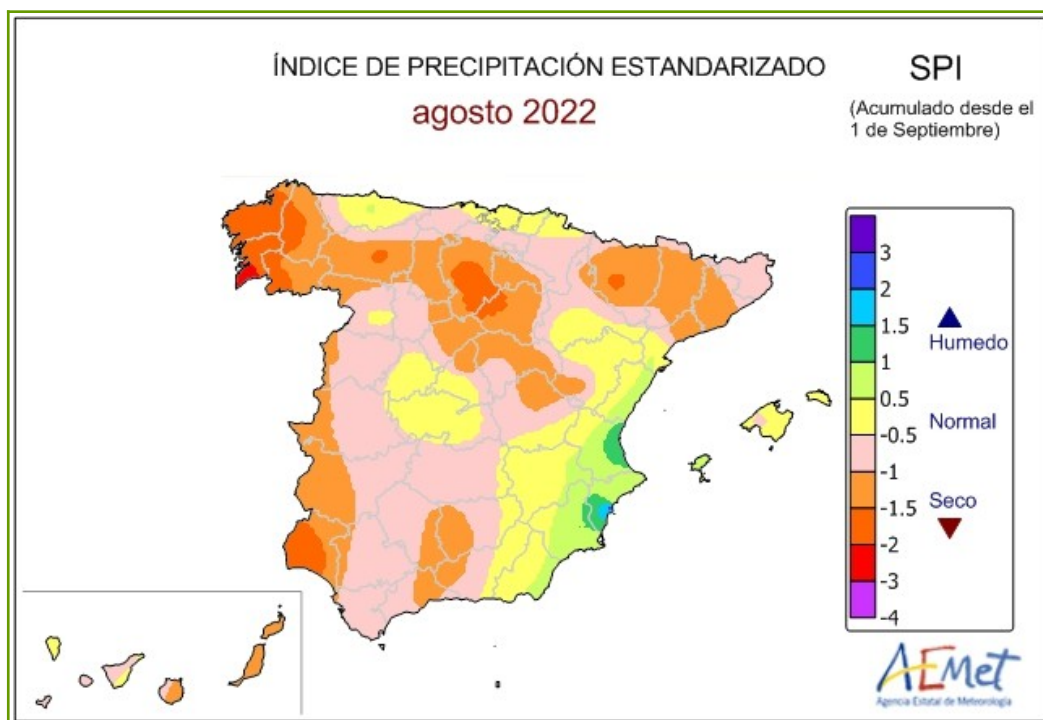 ÍNDICE DE PRECIPITACIÓN ESTANDARIZADO
agosto 2022
SPI
(Acumulado desde el
1 de Septiembre)
3
2
1.5
1
0.5
-0.5
-1
-1.5
-2
-3
-4
Humedo
Normal
Seco
AEMet
Agencia Estatal de Meteorología